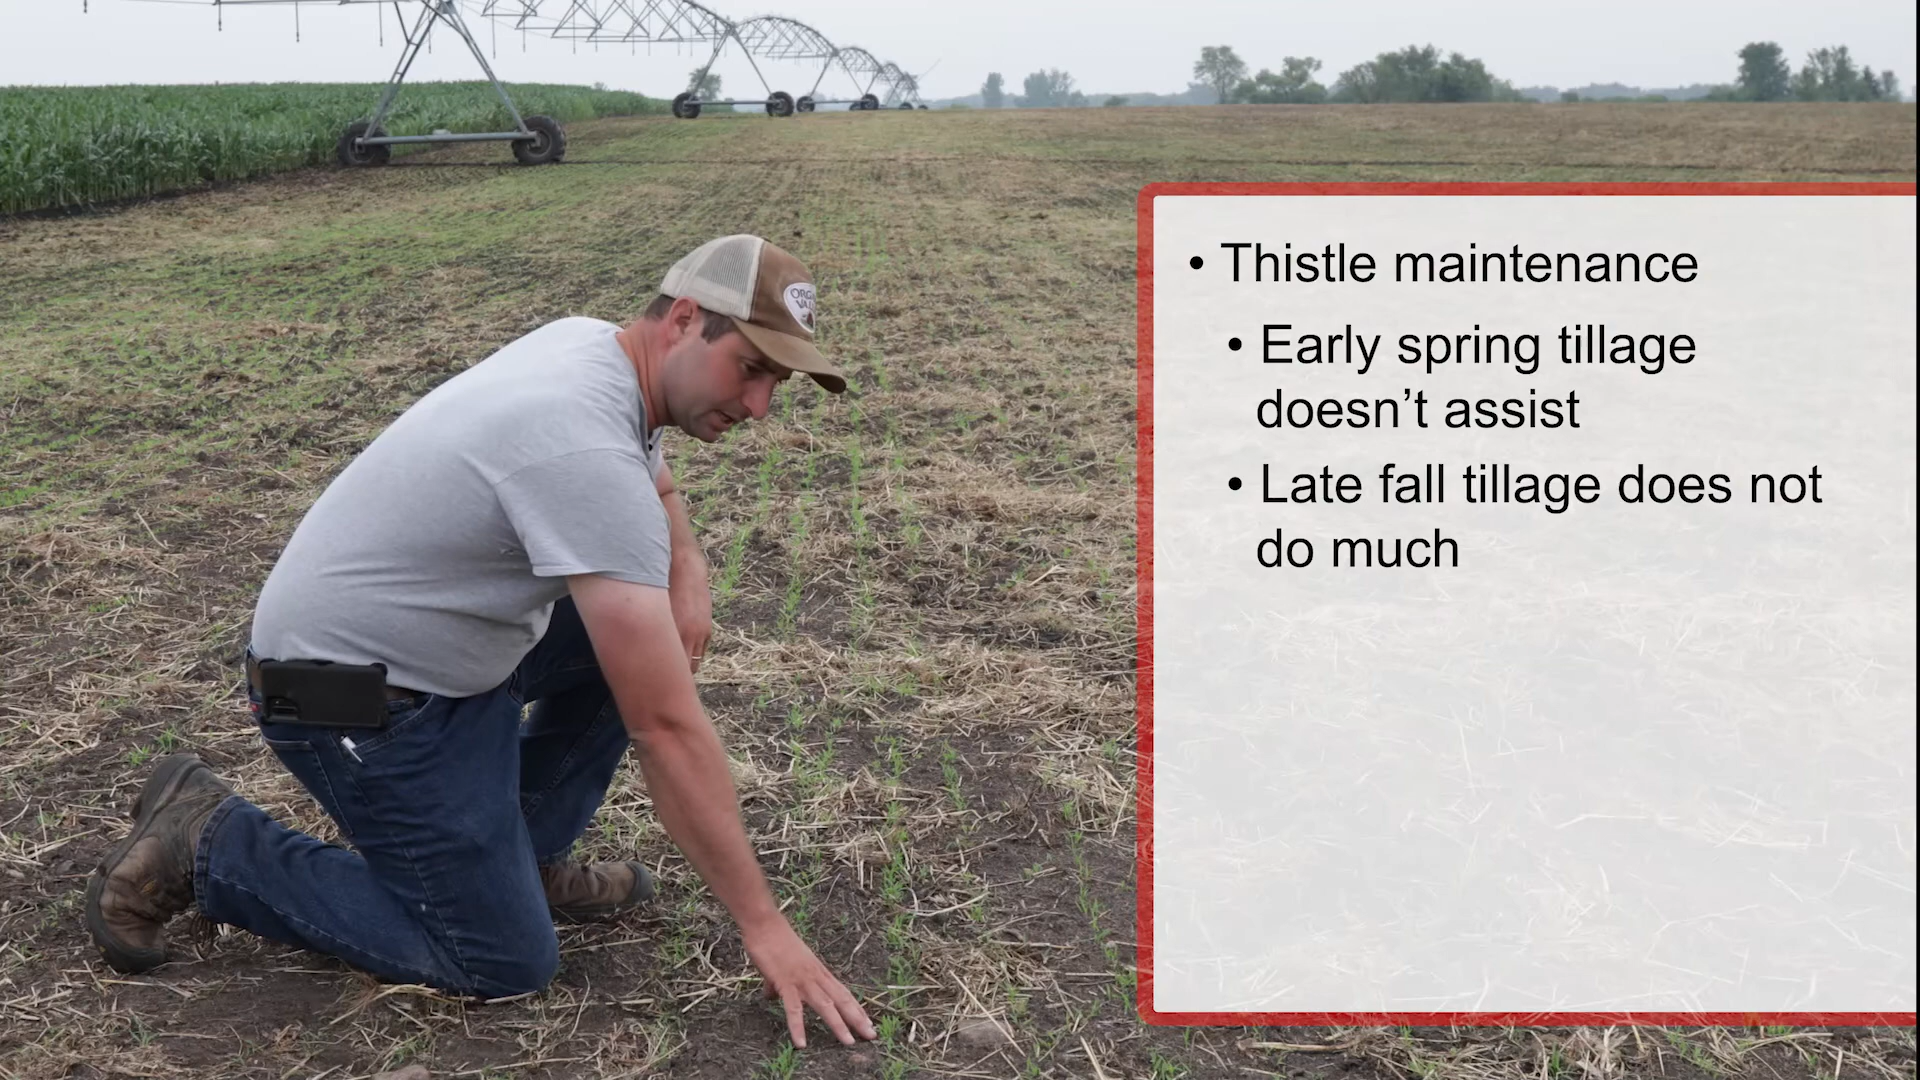 • Thistle maintenance
• Early spring tillage
doesn’t assist
• Late fall tillage does not
do much